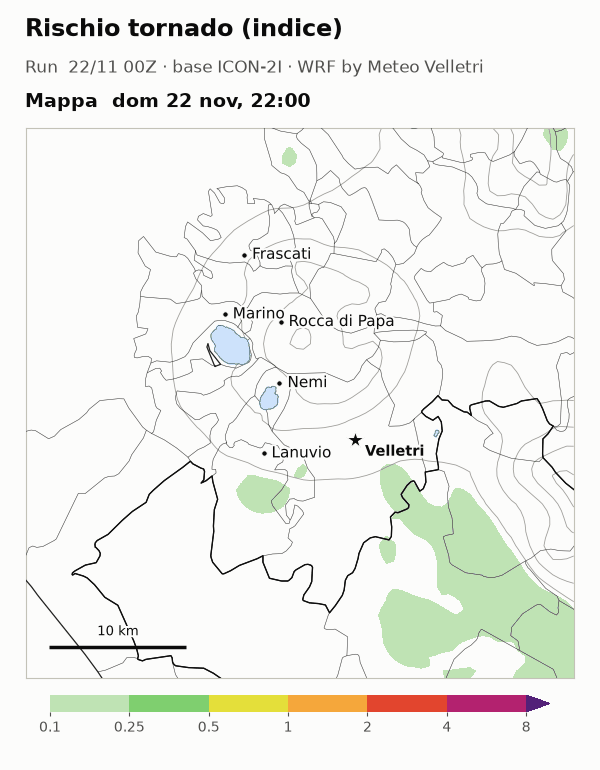 Rischio tornado (indice)
Run  22/11 00Z · base ICON-2I · WRF by Meteo Velletri
Mappa  dom 22 nov, 22:00
Frascati
Marino
Rocca di Papa
Nemi
Velletri
Lanuvio
10 km
0.1 0.25 0.5 1 2 4 8